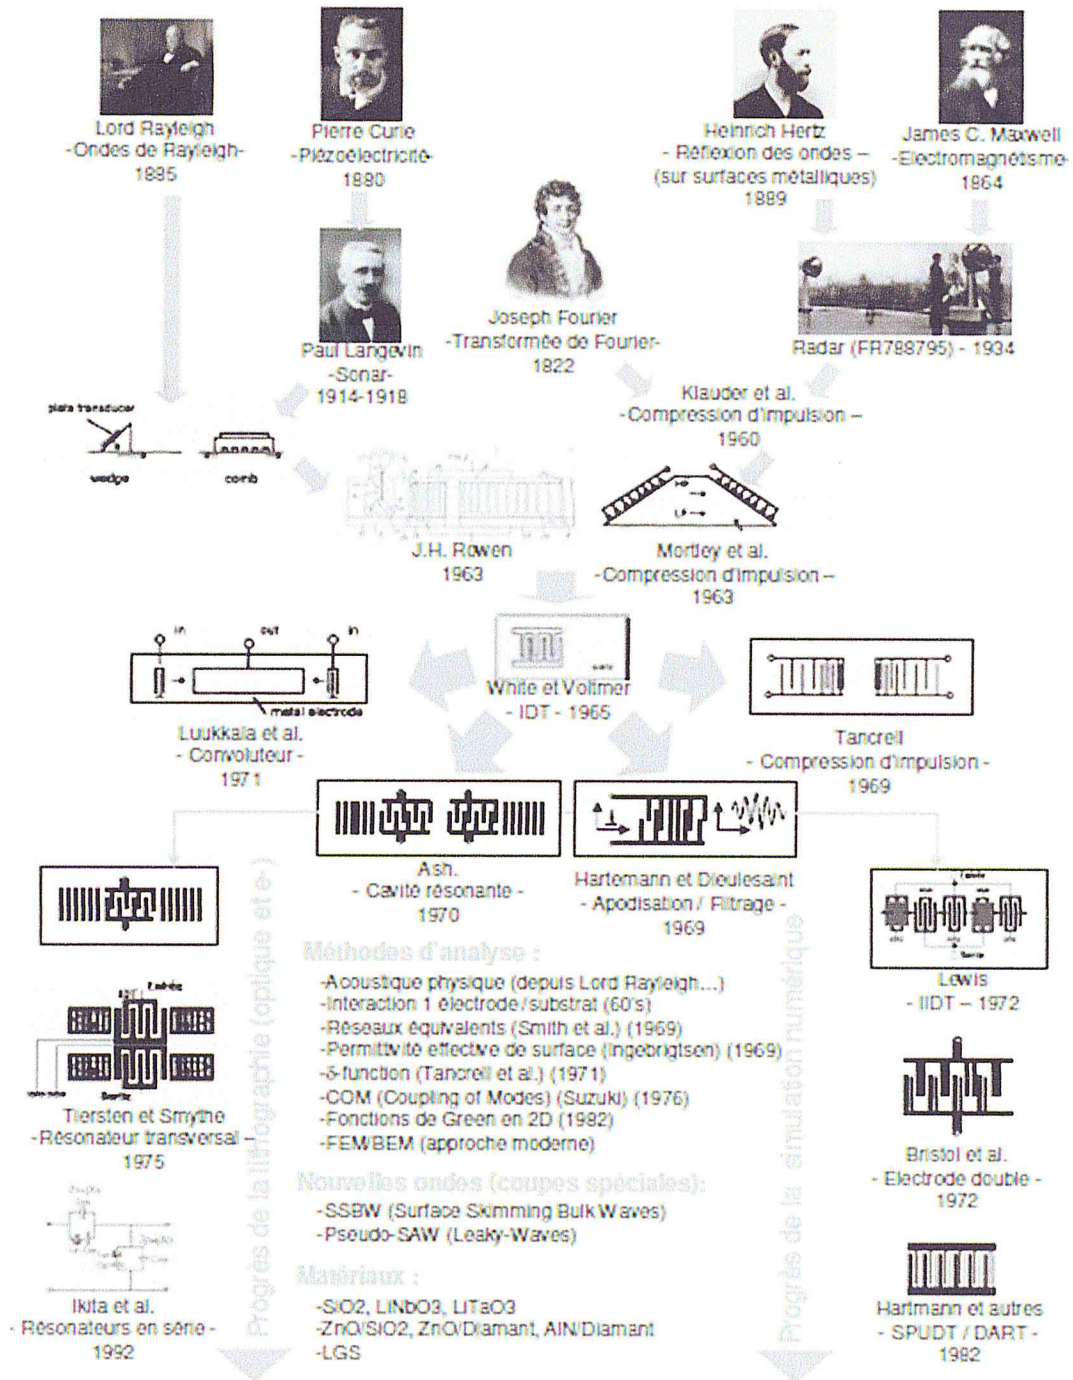 Lord Rayleigh
-Ondes de Rayleigh-
1885
Pierre Curie
-Piézoélectricité-
1880
Heinrich Hertz
- Réflexion des ondes –
(sur surfaces métalliques)
1889
James C. Maxwell
-Electromagnétisme-
1864
Paul Langevin
-Sonar-
1914-1918
Joseph Fourier
-Transformée de Fourier-
1822
Radar (FR788795) - 1934
Klauder et al.
-Compression d'impulsion –
1960
plate transducer
wedge
comb
J.H. Rowen
1963
HF
LF
Mortley et al.
-Compression d'impulsion –
1963
in
out
in
metal electrode
Luukkala et al.
- Convoluteur -
1971
White et Voltmer
- IDT - 1965
Tancrell
- Compression d'impulsion -
1969
Ash.
- Cavité résonante -
1970
Hartemann et Dieulesaint
- Apodisation / Filtrage -
1969
Lewis
- IIDT – 1972
Tiersten et Smythe
-Résonateur transversal –
1975
Bristol et al.
- Electrode double -
1972
Ikita et al.
- Résonateurs en série -
1992
Hartmann et autres
- SPUDT / DART -
1982
Progrès de la lithographie (optique et e-)
Méthodes d'analyse :
-Acoustique physique (depuis Lord Rayleigh...)
-Interaction 1 électrode/substrat (60's)
-Réseaux équivalents (Smith et al.) (1969)
-Permittivité effective de surface (Ingebrigtsen) (1969)
-δ-function (Tancrell et al.) (1971)
-COM (Coupling of Modes) (Suzuki) (1976)
-Fonctions de Green en 2D (1982)
-FEM/BEM (approche moderne)
Nouvelles ondes (coupes spéciales):
-SSBW (Surface Skimming Bulk Waves)
-Pseudo-SAW (Leaky-Waves)
Matériaux :
-SiO2, LiNbO3, LiTaO3
-ZnO/SiO2, ZnO/Diamant, AlN/Diamant
-LGS
Progrès de la simulation numérique